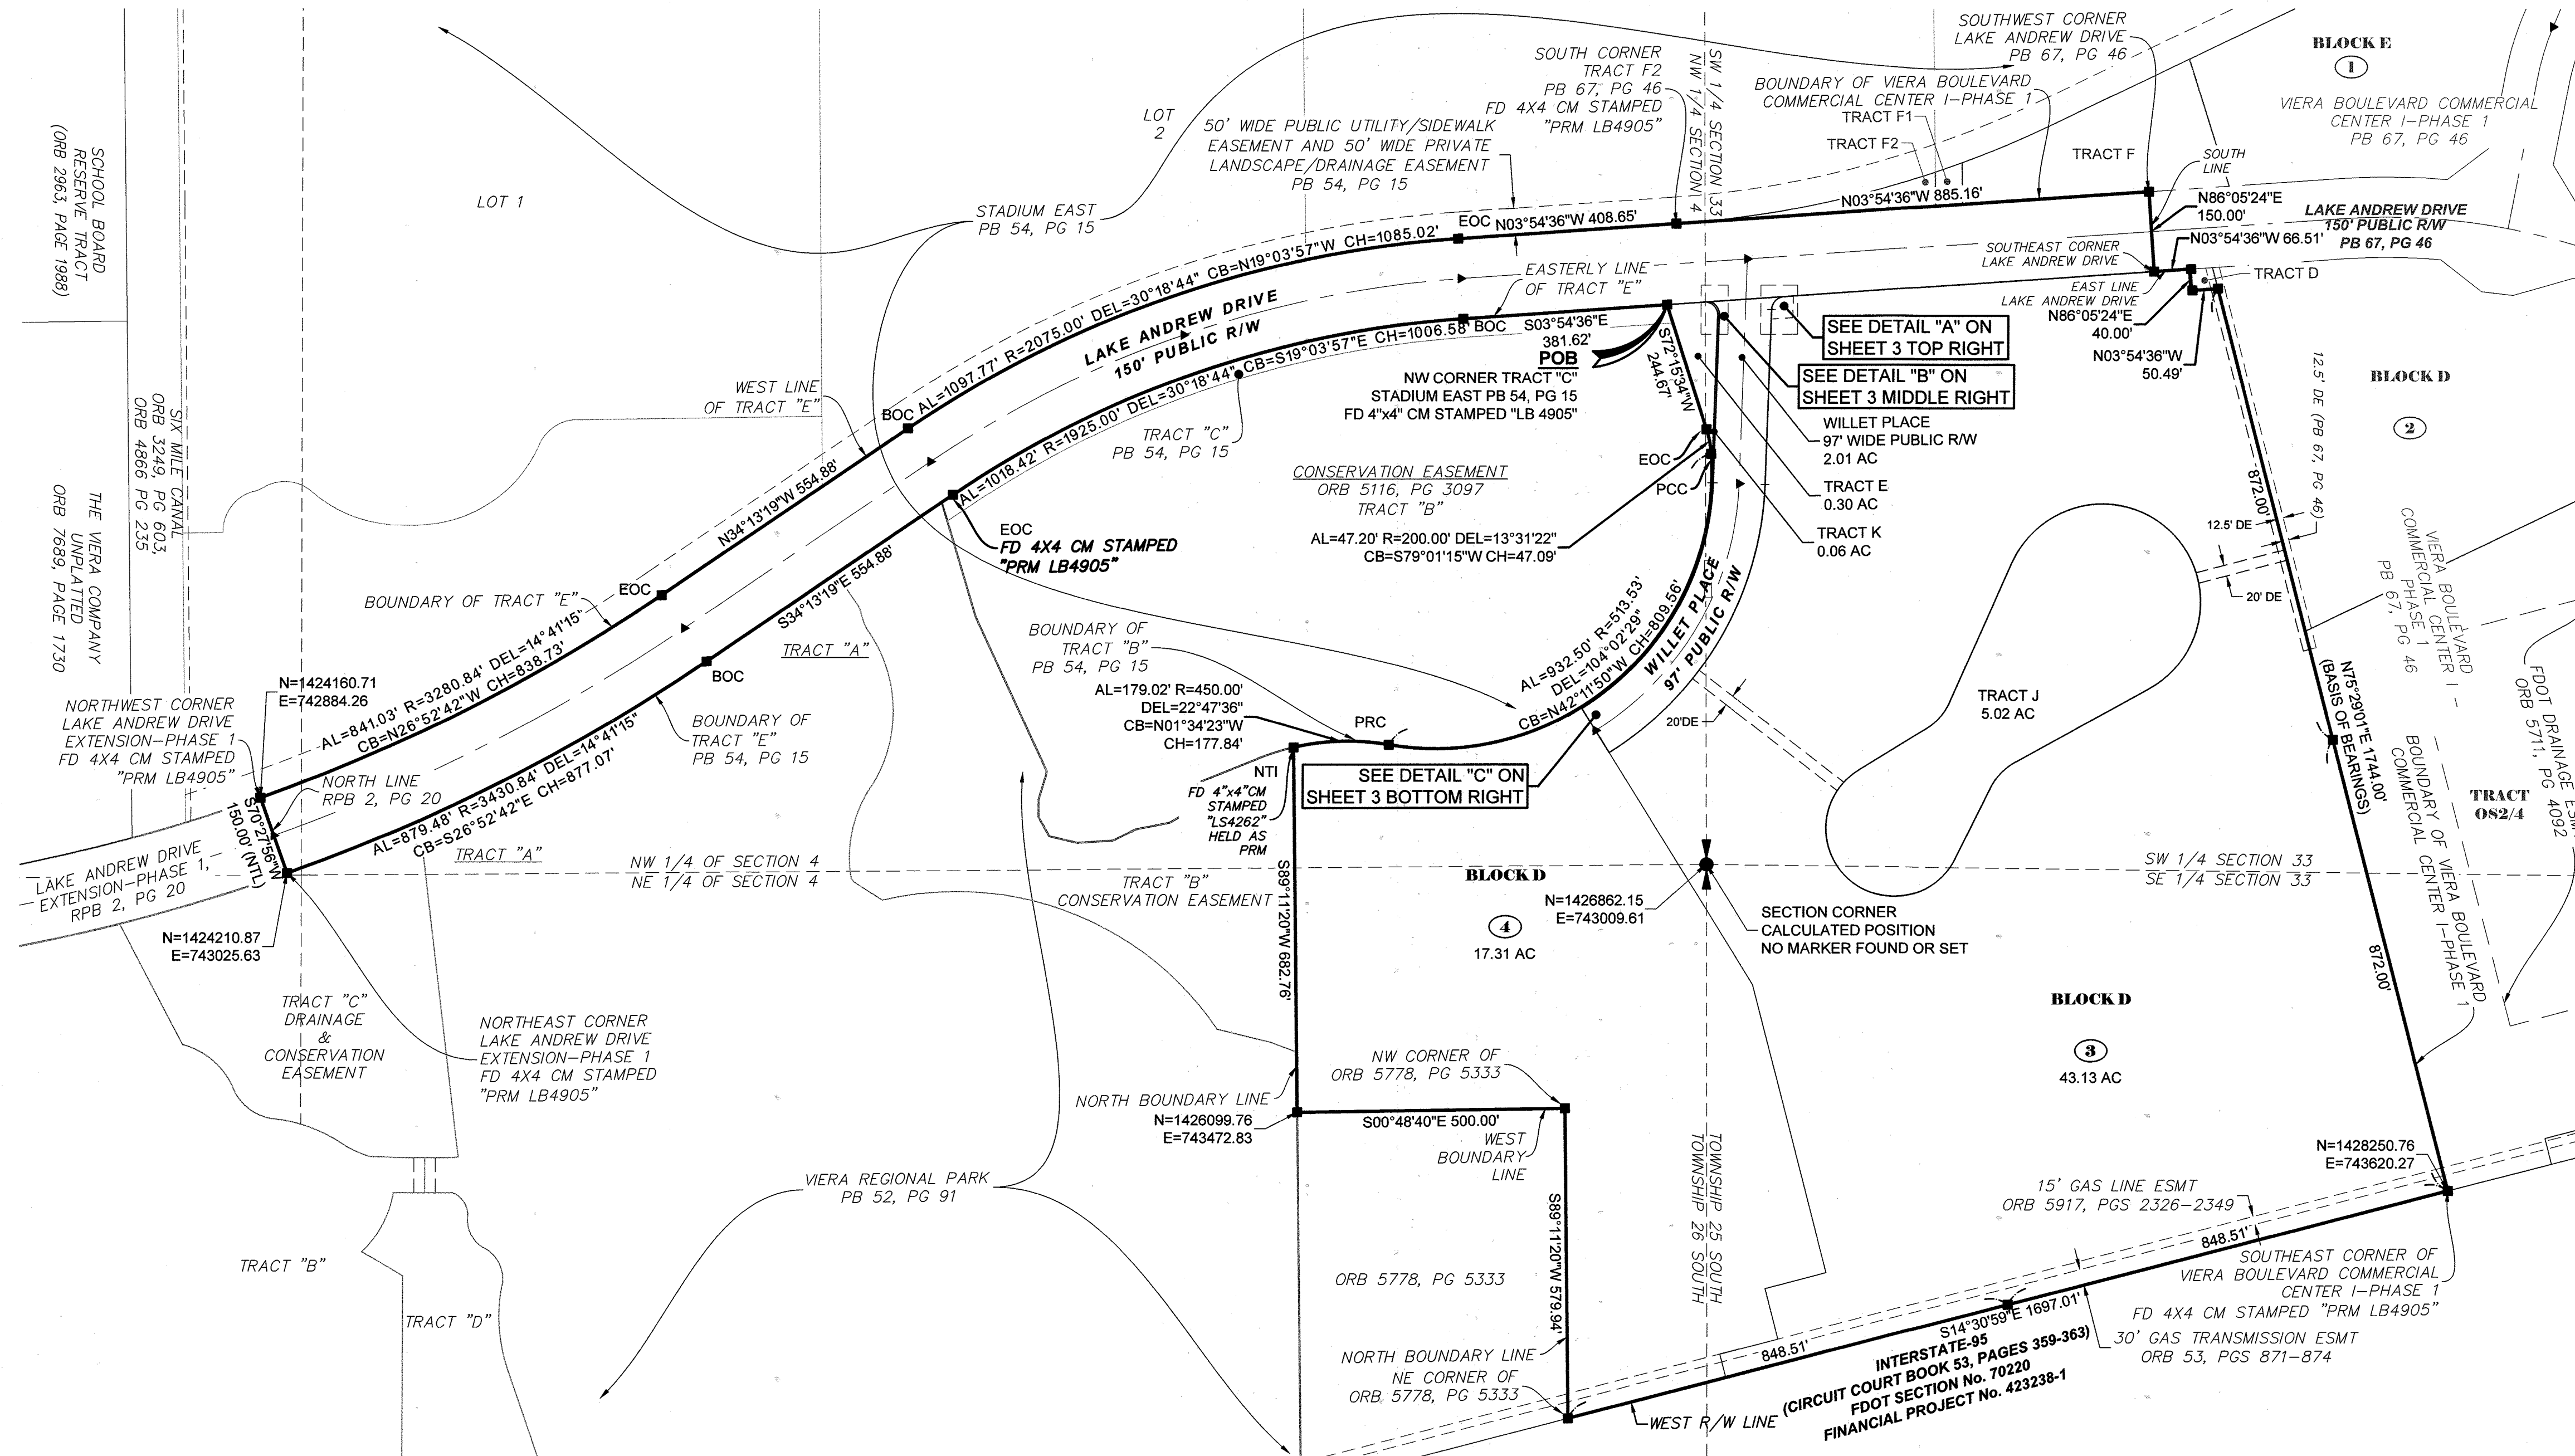 SOUTHWEST CORNER
LAKE ANDREW DRIVE
PB 67, PG 46
BLOCK E
1
VIERA BOULEVARD COMMERCIAL
CENTER I-PHASE 1
PB 67, PG 46
SOUTH CORNER
TRACT F2
PB 67, PG 46
FD 4X4 CM STAMPED
"PRM LB4905"
SW 1/4 SECTION 33
NW 1/4 SECTION 4
BOUNDARY OF VIERA BOULEVARD
COMMERCIAL CENTER I-PHASE 1
TRACT F1
TRACT F2
TRACT F
SOUTH
LINE
LOT
2
50' WIDE PUBLIC UTILITY/SIDEWALK
EASEMENT AND 50' WIDE PRIVATE
LANDSCAPE/DRAINAGE EASEMENT
PB 54, PG 15
SCHOOL BOARD
RESERVE TRACT
(ORB 2963, PAGE 1988)
LOT 1
STADIUM EAST
PB 54, PG 15
EOC
N03°54'36"W 408.65'
N03°54'36"W 885.16'
N86°05'24"E
150.00'
LAKE ANDREW DRIVE
150' PUBLIC R/W
PB 67, PG 46
N03°54'36"W 66.51'
SOUTHEAST CORNER
LAKE ANDREW DRIVE
TRACT D
EAST LINE
LAKE ANDREW DRIVE
N86°05'24"E
40.00'
N03°54'36"W
50.49'
BOC
AL=1097.77' R=2075.00' DEL=30°18'44" CB=N19°03'57"W CH=1085.02'
EASTERLY LINE
OF TRACT "E"
LAKE ANDREW DRIVE
150' PUBLIC R/W
AL=1018.42' R=1925.00' DEL=30°18'44" CB=S19°03'57"E CH=1006.58'
BOC
S03°54'36"E
381.62'
POB
NW CORNER TRACT "C"
STADIUM EAST PB 54, PG 15
FD 4"x4" CM STAMPED "LB 4905"
S72°15'34"W
244.67'
SEE DETAIL "A" ON
SHEET 3 TOP RIGHT
SEE DETAIL "B" ON
SHEET 3 MIDDLE RIGHT
WILLET PLACE
97' WIDE PUBLIC R/W
2.01 AC
TRACT E
0.30 AC
TRACT K
0.06 AC
12.5' DE (PB 67, PG 46)
BLOCK D
2
WEST LINE
OF TRACT "E"
TRACT "C"
PB 54, PG 15
CONSERVATION EASEMENT
ORB 5116, PG 3097
TRACT "B"
EOC
PCC
AL=47.20' R=200.00' DEL=13°31'22"
CB=S79°01'15"W CH=47.09'
SIX MILE CANAL
ORB 3249, PG 603,
ORB 4866 PG 235
THE VIERA COMPANY
UNPLATTED
ORB 7689, PAGE 1730
N34°13'19"W 554.88'
EOC
FD 4X4 CM STAMPED
"PRM LB4905"
EOC
S34°13'19"E 554.88'
BOUNDARY OF TRACT "E"
TRACT "A"
BOC
872.00'
12.5' DE
20' DE
VIERA BOULEVARD
COMMERCIAL CENTER I -
PHASE 1
PB 67, PG 46
BOUNDARY OF
TRACT "B"
PB 54, PG 15
AL=179.02' R=450.00'
DEL=22°47'36"
CB=N01°34'23"W
CH=177.84'
PRC
AL=932.50' R=513.53'
DEL=104°02'29"
CB=N42°11'50"W CH=809.56'
WILLET PLACE
97' PUBLIC R/W
20'DE
TRACT J
5.02 AC
N75°29'01"E 1744.00'
(BASIS OF BEARINGS)
FDOT DRAINAGE ESMT
ORB 5711, PG 4092
TRACT
OS2/4
N=1424160.71
E=742884.26
NORTHWEST CORNER
LAKE ANDREW DRIVE
EXTENSION-PHASE 1
FD 4X4 CM STAMPED
"PRM LB4905"
AL=841.03' R=3280.84' DEL=14°41'15"
CB=N26°52'42"W CH=838.73'
NORTH LINE
RPB 2, PG 20
S70°27'56"W
150.00' (NTL)
AL=879.48' R=3430.84' DEL=14°41'15"
CB=S26°52'42"E CH=877.07'
BOUNDARY OF
TRACT "E"
PB 54, PG 15
TRACT "A"
LAKE ANDREW DRIVE
EXTENSION-PHASE 1,
RPB 2, PG 20
NTI
FD 4"x4"CM
STAMPED
"LS4262"
HELD AS
PRM
SEE DETAIL "C" ON
SHEET 3 BOTTOM RIGHT
NW 1/4 OF SECTION 4
NE 1/4 OF SECTION 4
SW 1/4 SECTION 33
SE 1/4 SECTION 33
TRACT "B"
CONSERVATION EASEMENT
S89°11'20"W 682.76'
BLOCK D
4
17.31 AC
N=1426862.15
E=743009.61
SECTION CORNER
CALCULATED POSITION
NO MARKER FOUND OR SET
BOUNDARY OF VIERA BOULEVARD
COMMERCIAL CENTER I-PHASE 1
872.00'
N=1424210.87
E=743025.63
TRACT "C"
DRAINAGE
&
CONSERVATION
EASEMENT
NORTHEAST CORNER
LAKE ANDREW DRIVE
EXTENSION-PHASE 1
FD 4X4 CM STAMPED
"PRM LB4905"
BLOCK D
3
43.13 AC
NW CORNER OF
ORB 5778, PG 5333
NORTH BOUNDARY LINE
N=1426099.76
E=743472.83
S00°48'40"E 500.00'
WEST
BOUNDARY
LINE
TOWNSHIP 25 SOUTH
TOWNSHIP 26 SOUTH
N=1428250.76
E=743620.27
VIERA REGIONAL PARK
PB 52, PG 91
15' GAS LINE ESMT
ORB 5917, PGS 2326-2349
S89°11'20"W 579.94'
848.51'
TRACT "B"
TRACT "D"
ORB 5778, PG 5333
SOUTHEAST CORNER OF
VIERA BOULEVARD COMMERCIAL
CENTER I-PHASE 1
FD 4X4 CM STAMPED "PRM LB4905"
NORTH BOUNDARY LINE
NE CORNER OF
ORB 5778, PG 5333
848.51'
S14°30'59"E 1697.01'
INTERSTATE-95
(CIRCUIT COURT BOOK 53, PAGES 359-363)
FDOT SECTION No. 70220
FINANCIAL PROJECT No. 423238-1
30' GAS TRANSMISSION ESMT
ORB 53, PGS 871-874
WEST R/W LINE